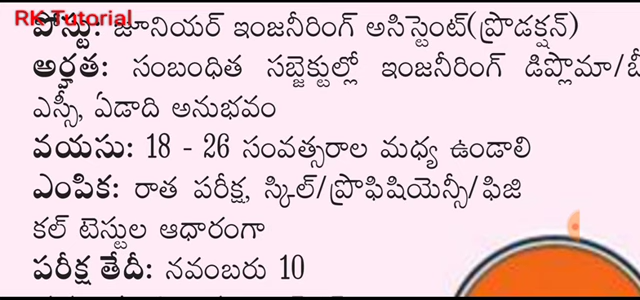 RK Tutorial
పోస్టు: జూనియర్ ఇంజనీరింగ్ అసిస్టెంట్(ప్రొడక్షన్)
అర్హత: సంబంధిత సబ్జెక్టుల్లో ఇంజనీరింగ్ డిప్లొమా/బీ
ఎస్సీ, ఏడాది అనుభవం
వయసు: 18 - 26 సంవత్సరాల మధ్య ఉండాలి
ఎంపిక: రాత పరీక్ష, స్కిల్/ప్రొఫిషియెన్సీ/ఫిజి
కల్ టెస్టుల ఆధారంగా
పరీక్ష తేదీ: నవంబరు 10